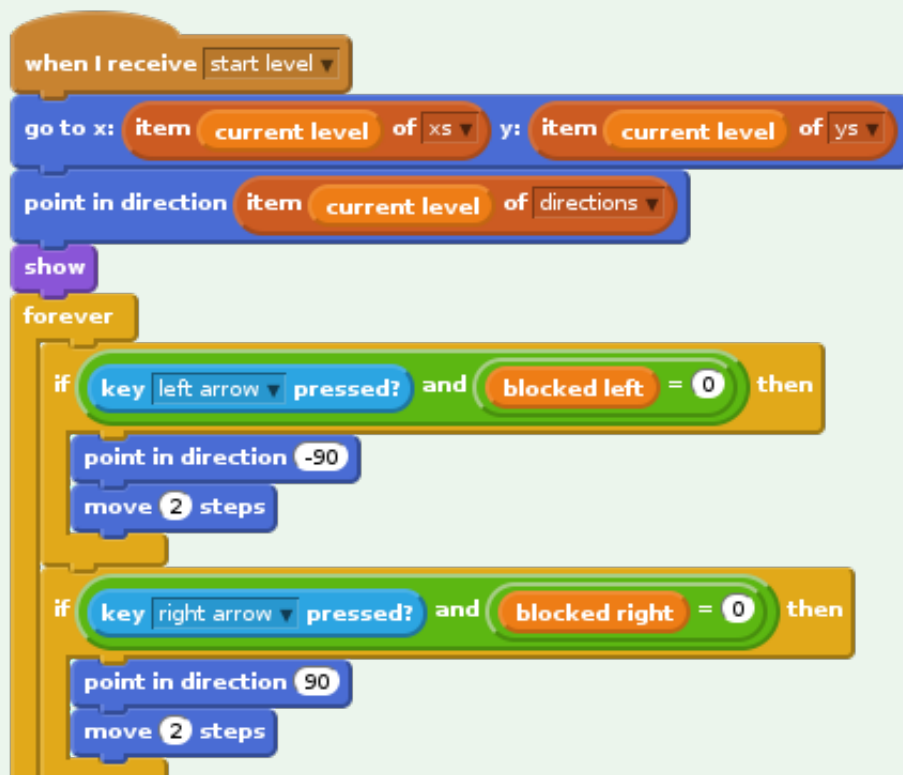 when I receive start level
go to x: item current level of xs y: item current level of ys
point in direction item current level of directions
show
forever
if key left arrow pressed? and blocked left = 0 then
point in direction -90
move 2 steps
if key right arrow pressed? and blocked right = 0 then
point in direction 90
move 2 steps